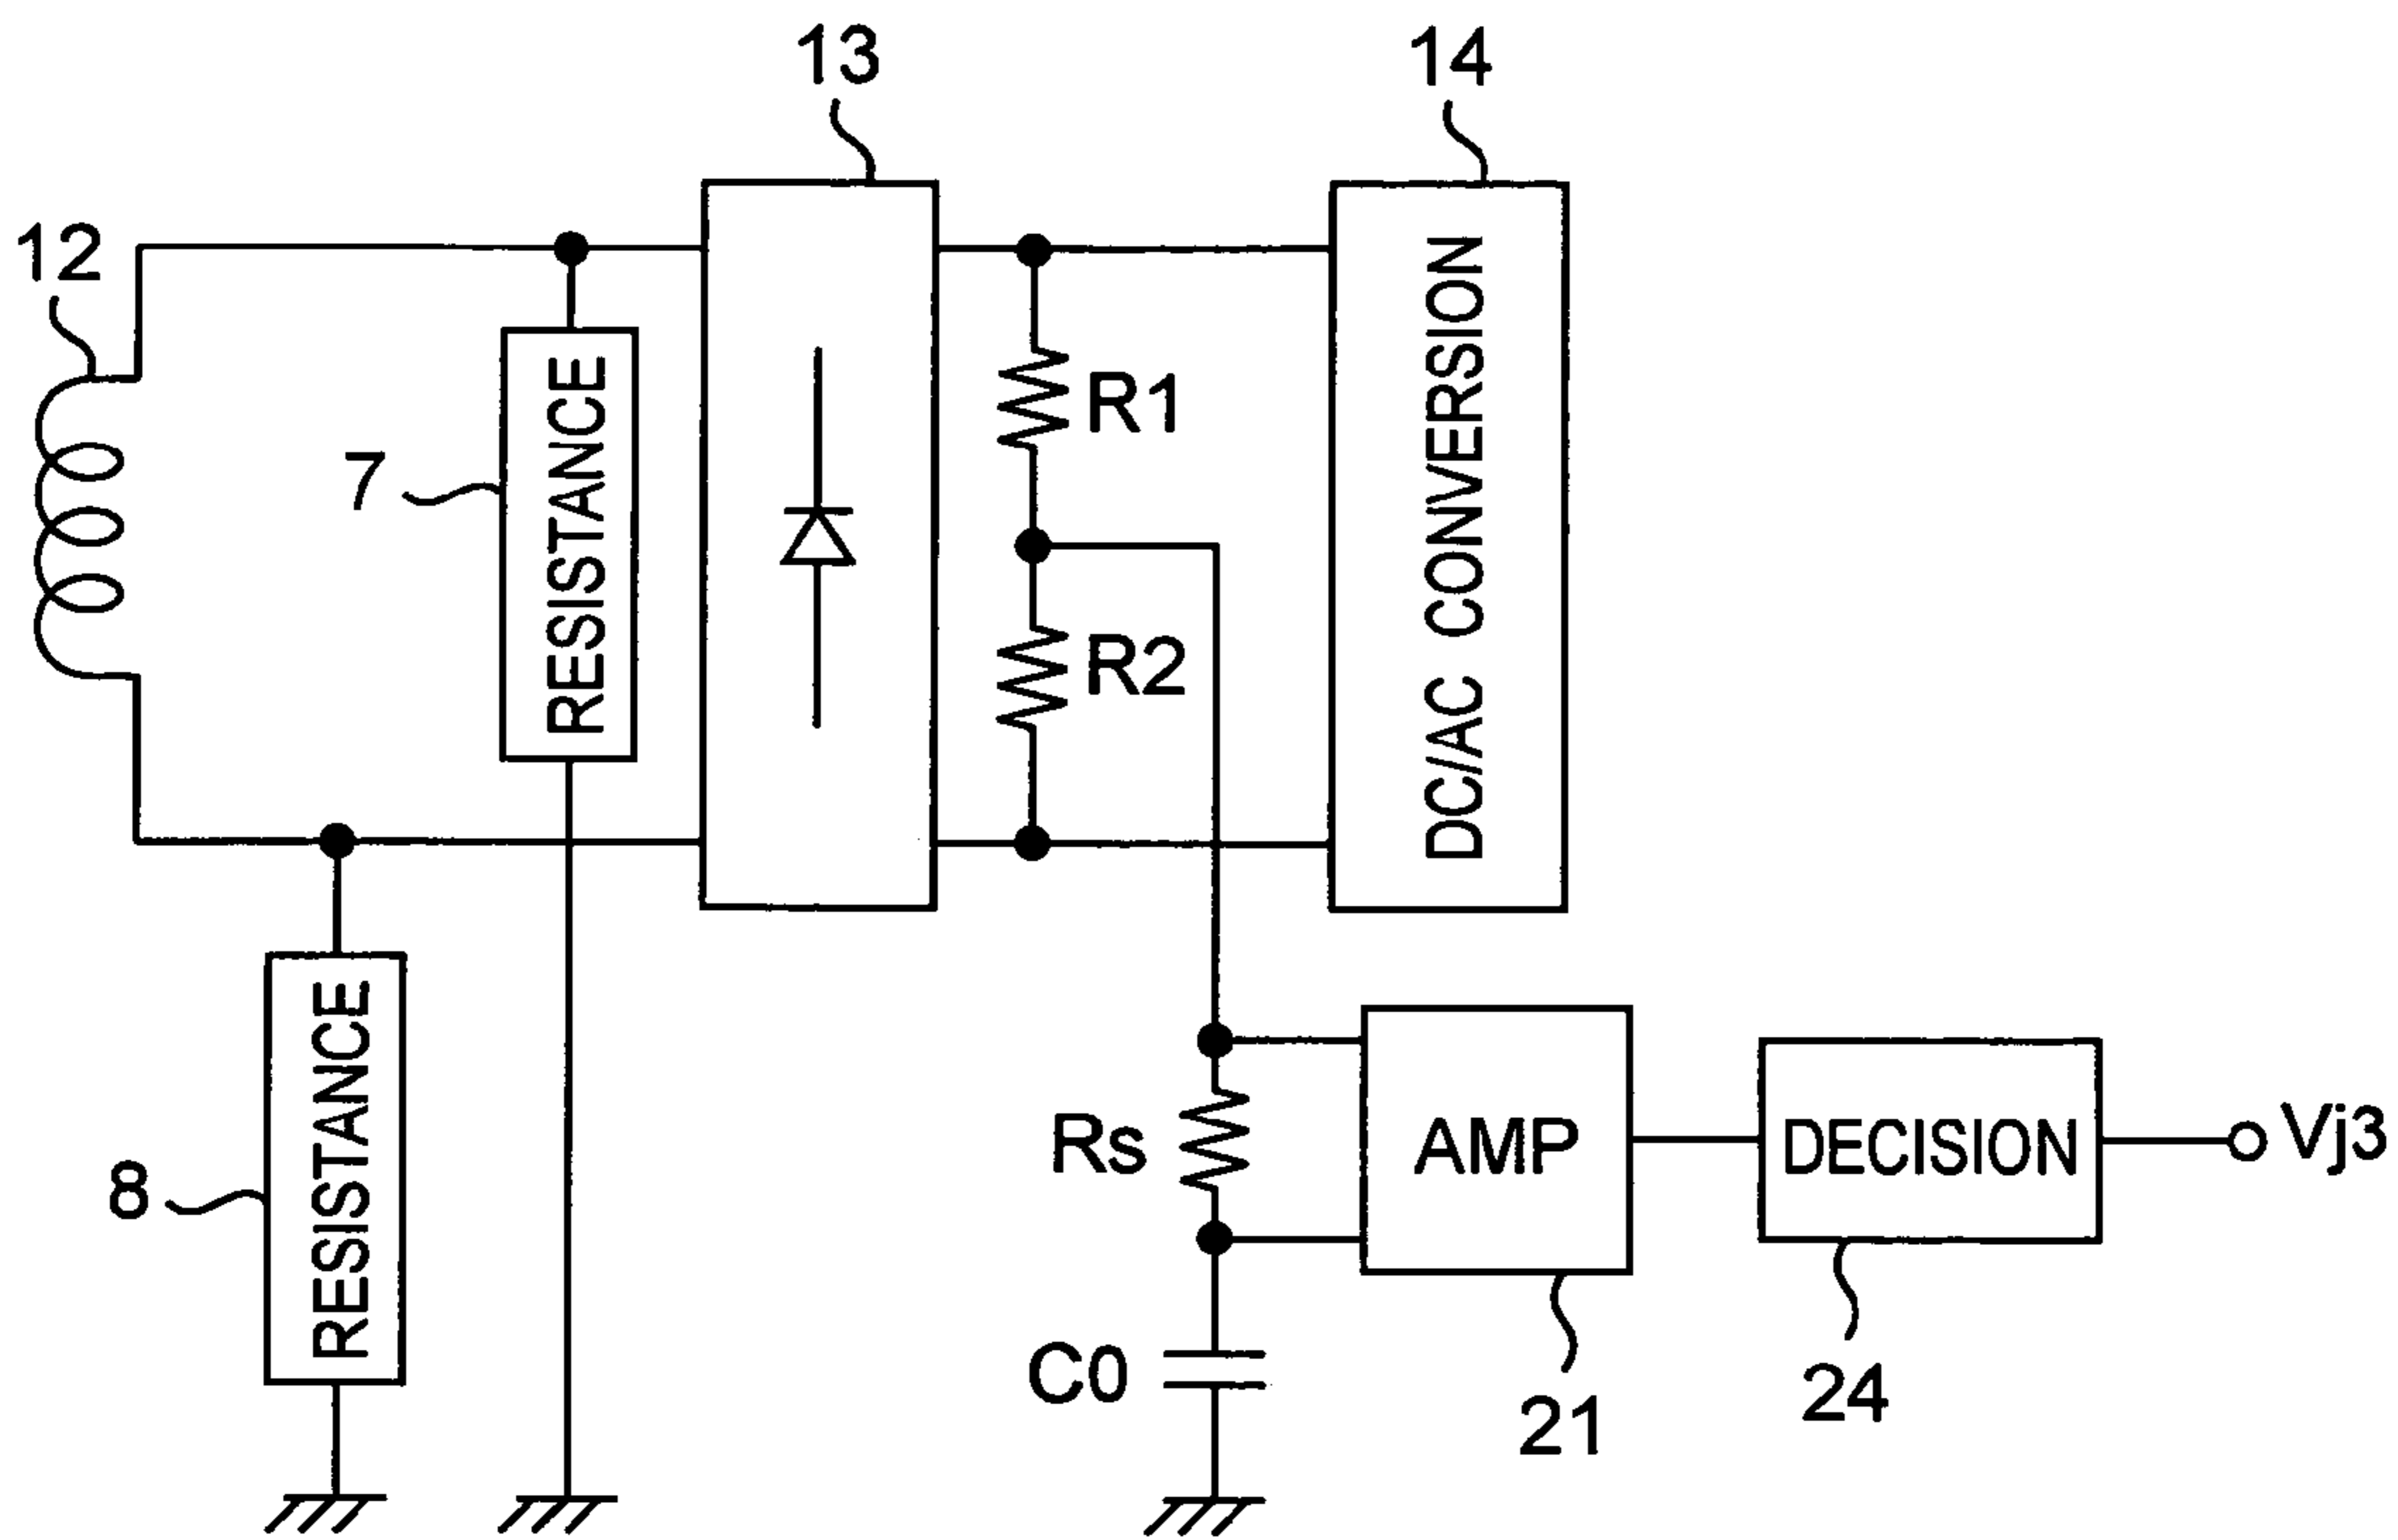 13
14
12
RESISTANCE
7
R1
R2
DC/AC CONVERSION
RESISTANCE
8
Rs
AMP
DECISION
Vj3
C0
21
24